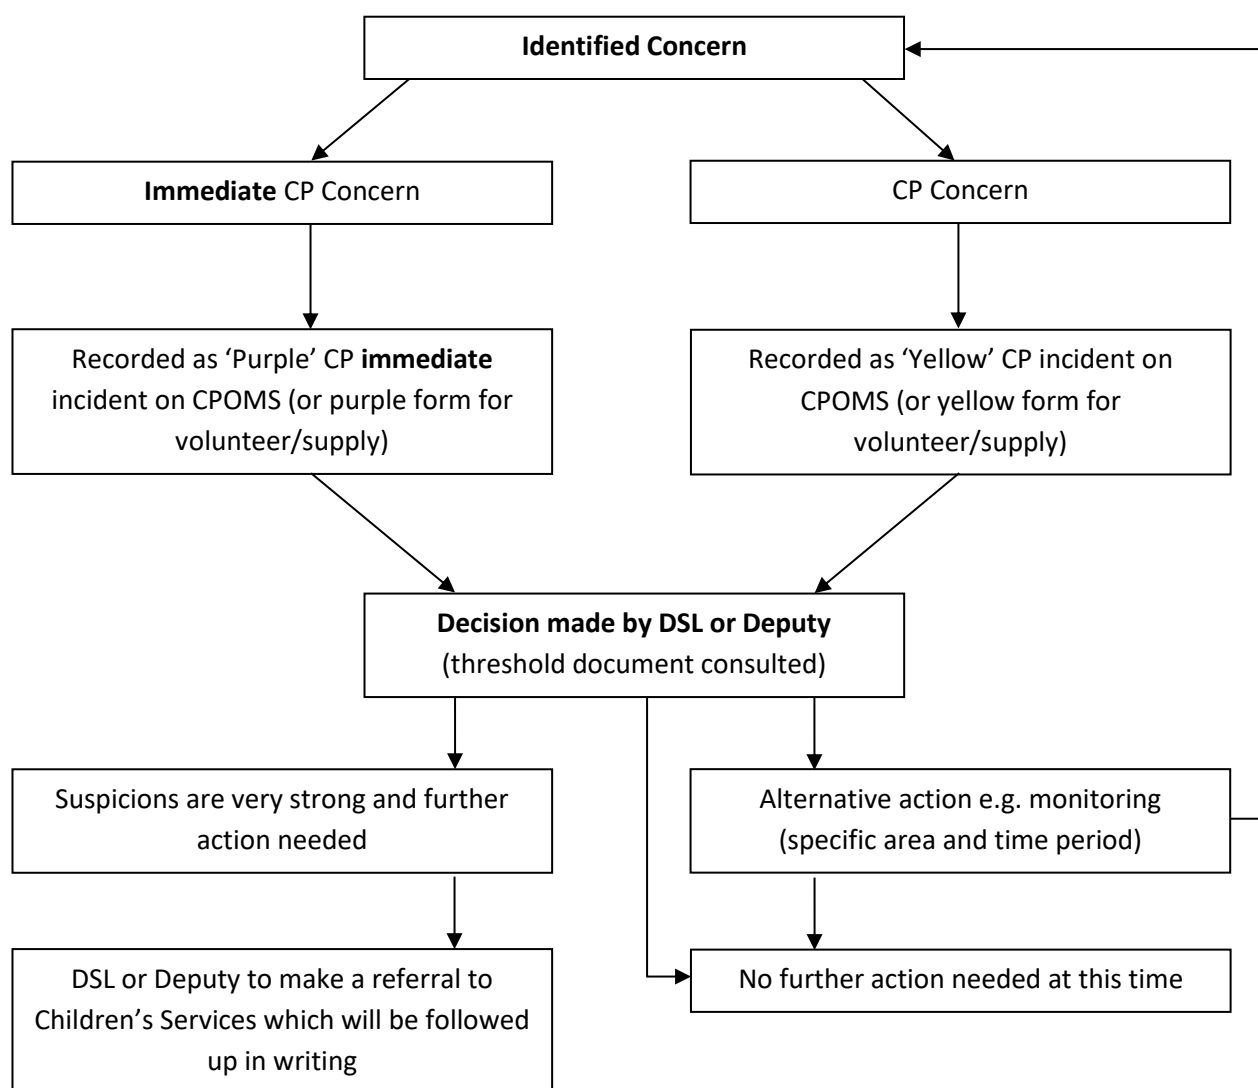 Identified Concern
Immediate CP Concern
CP Concern
Recorded as ‘Purple’ CP immediate
incident on CPOMS (or purple form for
volunteer/supply)
Recorded as ‘Yellow’ CP incident on
CPOMS (or yellow form for
volunteer/supply)
Decision made by DSL or Deputy
(threshold document consulted)
Suspicions are very strong and further
action needed
Alternative action e.g. monitoring
(specific area and time period)
DSL or Deputy to make a referral to
Children’s Services which will be followed
up in writing
No further action needed at this time